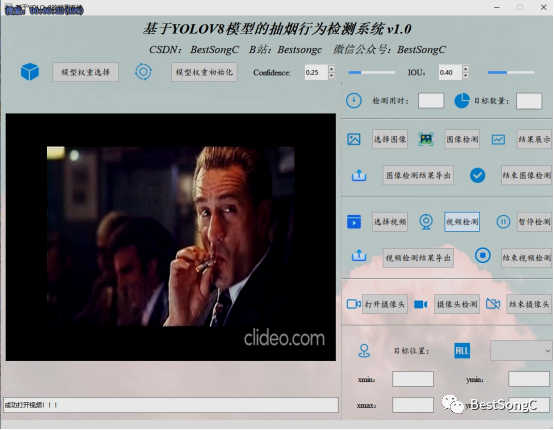 基于YOLOV8模型的抽烟行为检测系统 v1.0
CSDN： BestSongC B站：Bestsongc 微信公众号：BestSongC
模型权重选择 模型权重初始化 Confidence: 0.25 IOU： 0.40
检测用时： 目标数量：
选择图像 图像检测 结果展示
图像检测结果导出 结束图像检测
选择视频 视频检测 暂停检测
视频检测结果导出 结束视频检测
打开摄像头 摄像头检测 结束摄像头
目标位置： ALL
xmin： ymin：
xmax：
clideo.com
成功打开视频！！！
BestSongC